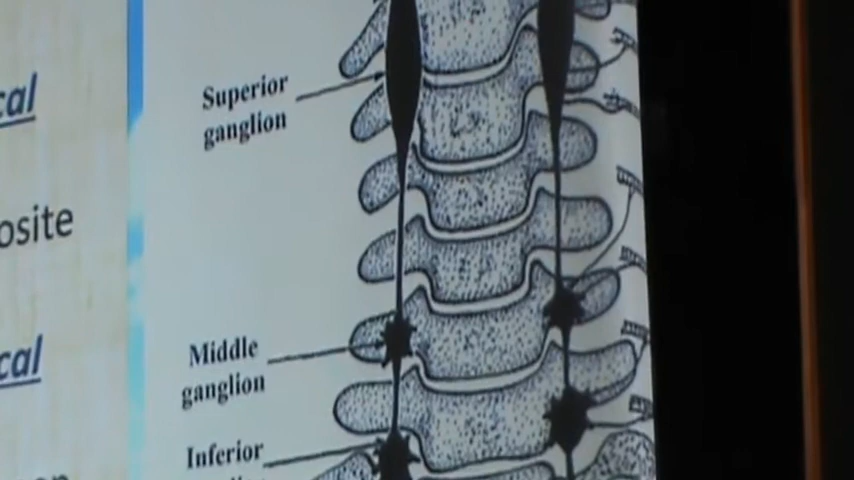 cal
Superior
ganglion
osite
Middle
ganglion
cal
Inferior